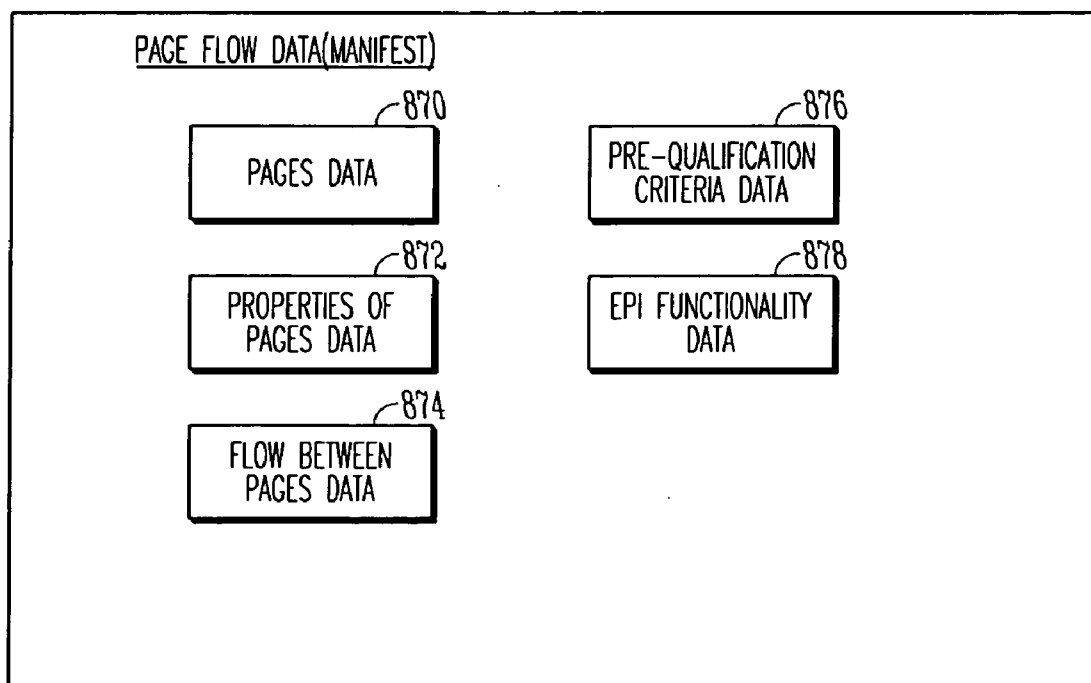 PAGE FLOW DATA(MANIFEST)
870
PAGES DATA
872
PROPERTIES OF
PAGES DATA
874
FLOW BETWEEN
PAGES DATA
876
PRE-QUALIFICATION
CRITERIA DATA
878
EPI FUNCTIONALITY
DATA